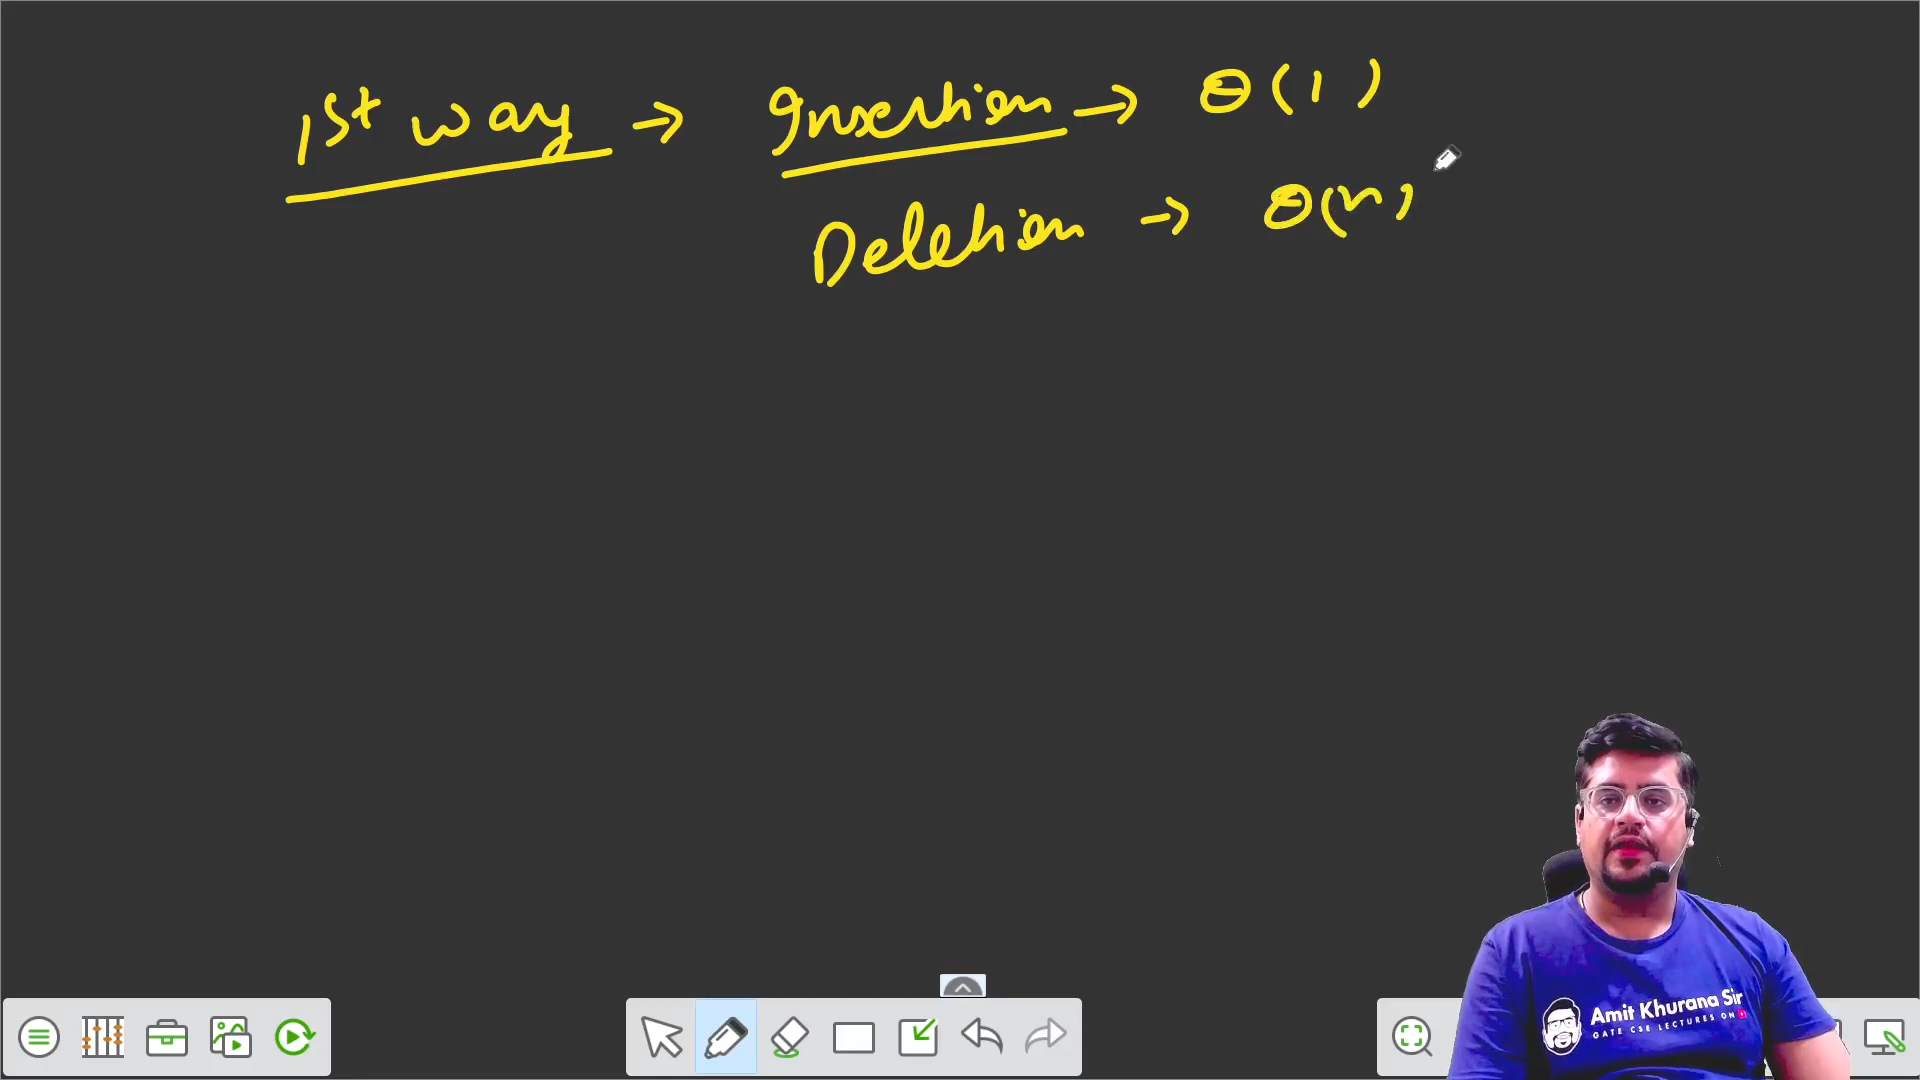 1st way → Insertion → Θ(1)
Deletion → Θ(n)
Amit Khurana Sir
GATE CSE LECTURES ON